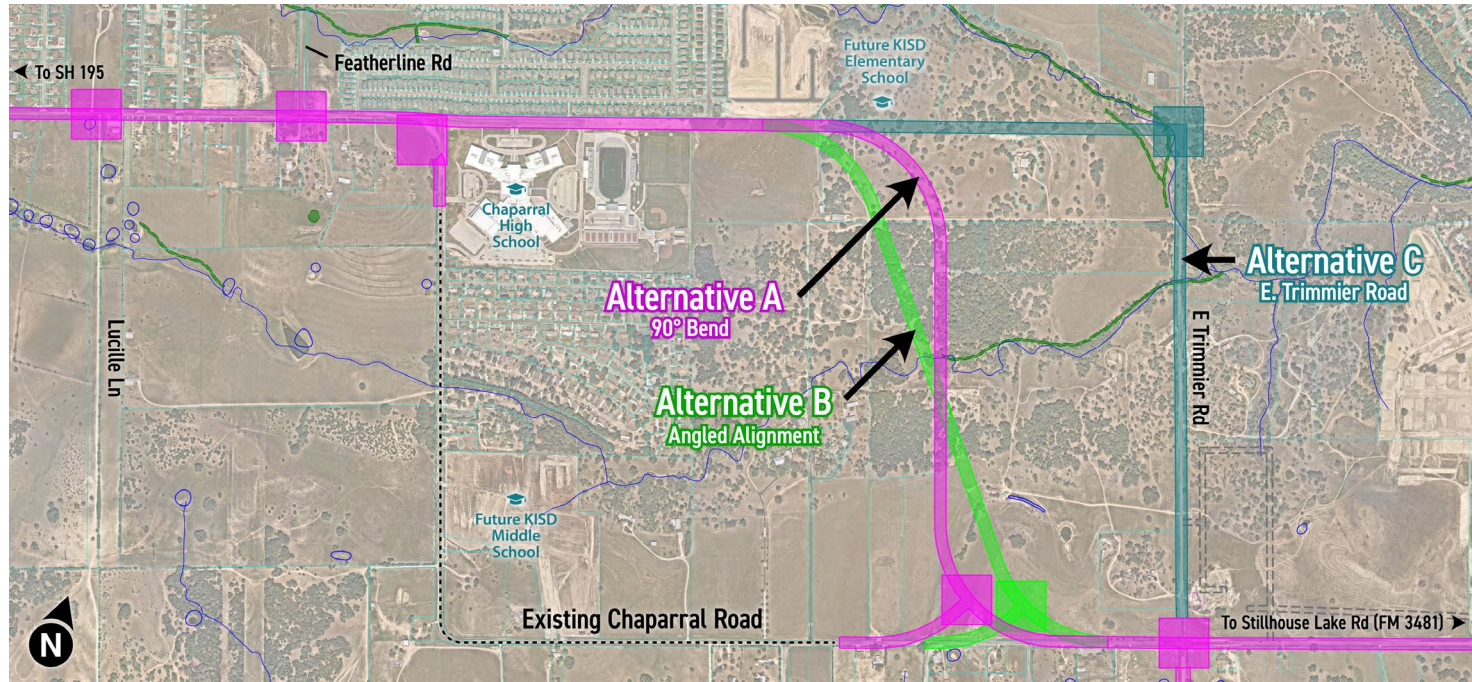 Future KISD
Elementary
School
Featherline Rd
To SH 195
Chaparral
High
School
Alternative A
90° Bend
Alternative C
E. Trimmier Road
Lucille Ln
E Trimmier Rd
Alternative B
Angled Alignment
Future KISD
Middle
School
Existing Chaparral Road
To Stillhouse Lake Rd (FM 3481)
N